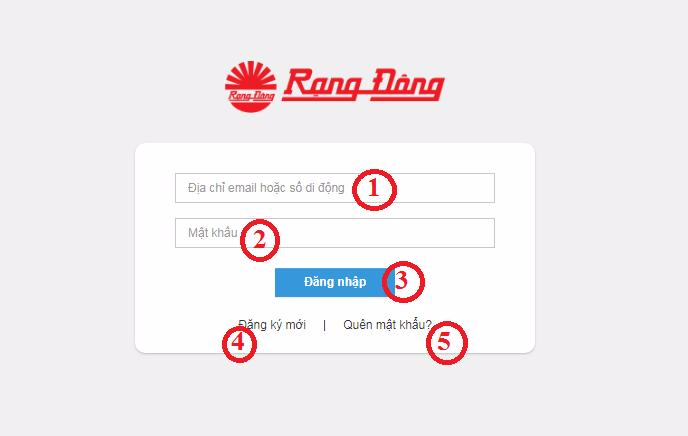 Rạng Đông
Rạng Đông
Địa chỉ email hoặc số di động 1
Mật khẩu 2
Đăng nhập 3
Đăng ký mới | Quên mật khẩu?
4 5